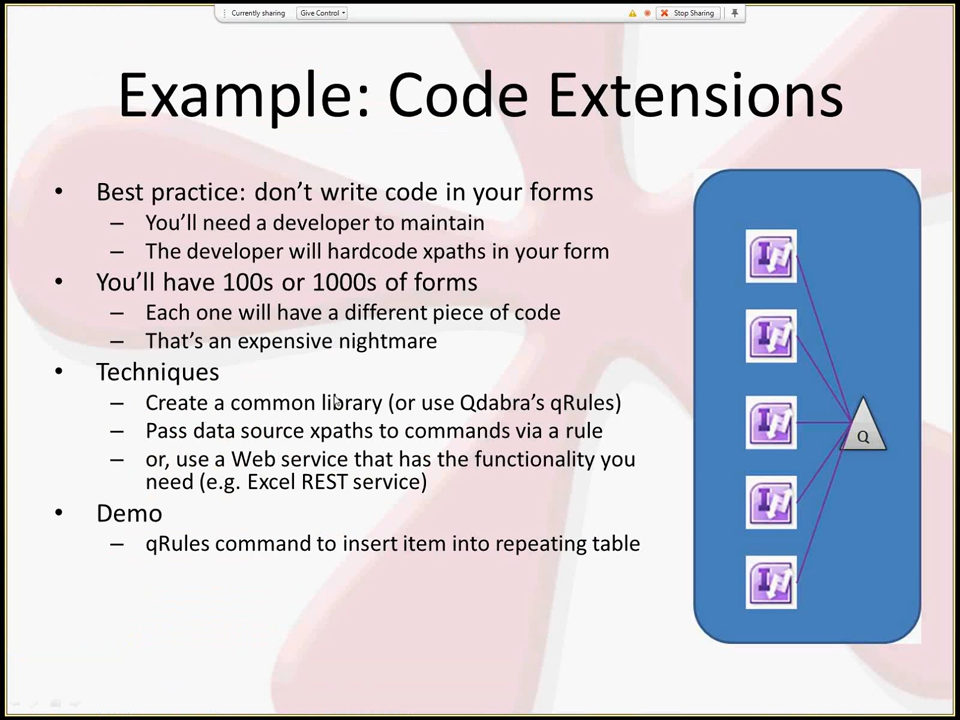 Currently sharing Give Control Stop Sharing
Example: Code Extensions
• Best practice: don't write code in your forms
– You'll need a developer to maintain
– The developer will hardcode xpaths in your form
• You'll have 100s or 1000s of forms
– Each one will have a different piece of code
– That's an expensive nightmare
• Techniques
– Create a common library (or use Qdabra's qRules)
– Pass data source xpaths to commands via a rule
– or, use a Web service that has the functionality you
need (e.g. Excel REST service)
• Demo
– qRules command to insert item into repeating table
Q